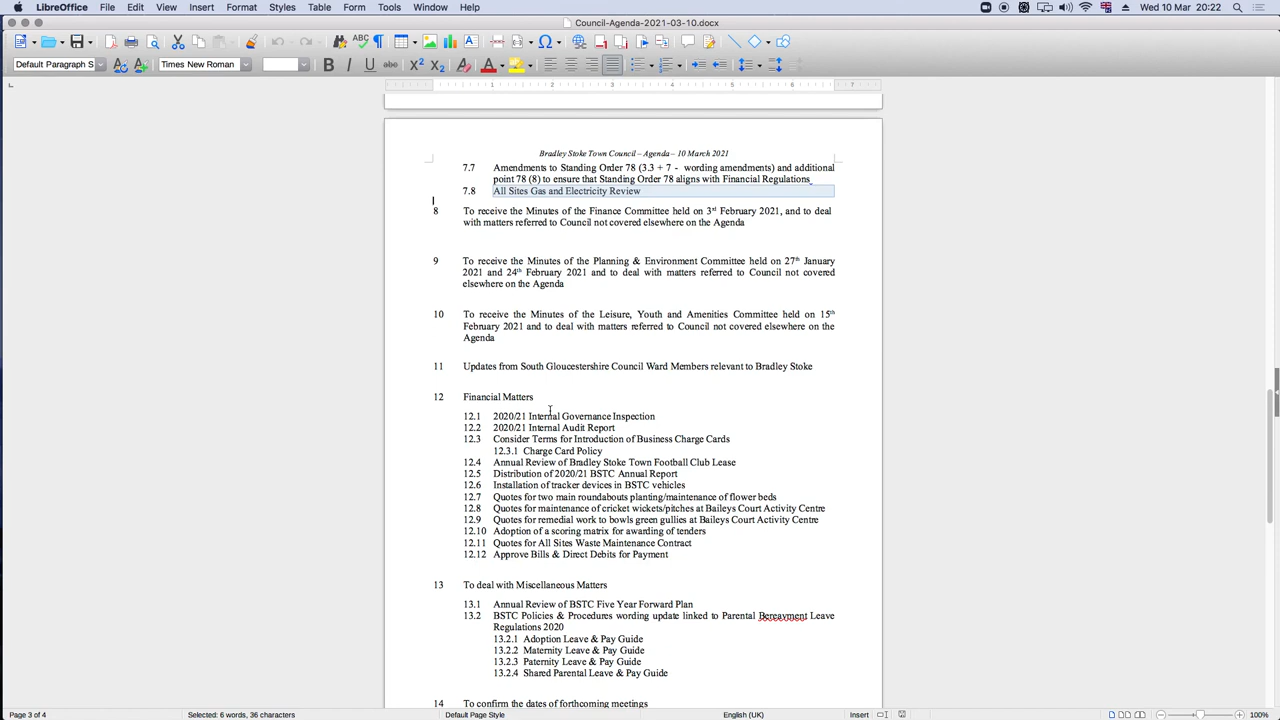 LibreOffice File Edit View Insert Format Styles Table Form Tools Window Help Wed 10 Mar 20:22
Council-Agenda-2021-03-10.docx
Default Paragraph S Times New Roman
1 2 3 4 5 6 7
Bradley Stoke Town Council – Agenda – 10 March 2021
7.7 Amendments to Standing Order 78 (3.3 + 7 - wording amendments) and additional
point 78 (8) to ensure that Standing Order 78 aligns with Financial Regulations
7.8 All Sites Gas and Electricity Review
8 To receive the Minutes of the Finance Committee held on 3rd February 2021, and to deal
with matters referred to Council not covered elsewhere on the Agenda
9 To receive the Minutes of the Planning & Environment Committee held on 27th January
2021 and 24th February 2021 and to deal with matters referred to Council not covered
elsewhere on the Agenda
10 To receive the Minutes of the Leisure, Youth and Amenities Committee held on 15th
February 2021 and to deal with matters referred to Council not covered elsewhere on the
Agenda
11 Updates from South Gloucestershire Council Ward Members relevant to Bradley Stoke
12 Financial Matters
12.1 2020/21 Internal Governance Inspection
12.2 2020/21 Internal Audit Report
12.3 Consider Terms for Introduction of Business Charge Cards
12.3.1 Charge Card Policy
12.4 Annual Review of Bradley Stoke Town Football Club Lease
12.5 Distribution of 2020/21 BSTC Annual Report
12.6 Installation of tracker devices in BSTC vehicles
12.7 Quotes for two main roundabouts planting/maintenance of flower beds
12.8 Quotes for maintenance of cricket wickets/pitches at Baileys Court Activity Centre
12.9 Quotes for remedial work to bowls green gullies at Baileys Court Activity Centre
12.10 Adoption of a scoring matrix for awarding of tenders
12.11 Quotes for All Sites Waste Maintenance Contract
12.12 Approve Bills & Direct Debits for Payment
13 To deal with Miscellaneous Matters
13.1 Annual Review of BSTC Five Year Forward Plan
13.2 BSTC Policies & Procedures wording update linked to Parental Bereavment Leave
Regulations 2020
13.2.1 Adoption Leave & Pay Guide
13.2.2 Maternity Leave & Pay Guide
13.2.3 Paternity Leave & Pay Guide
13.2.4 Shared Parental Leave & Pay Guide
14 To confirm the dates of forthcoming meetings
Page 3 of 4 Selected: 6 words, 36 characters Default Page Style English (UK) Insert 100%